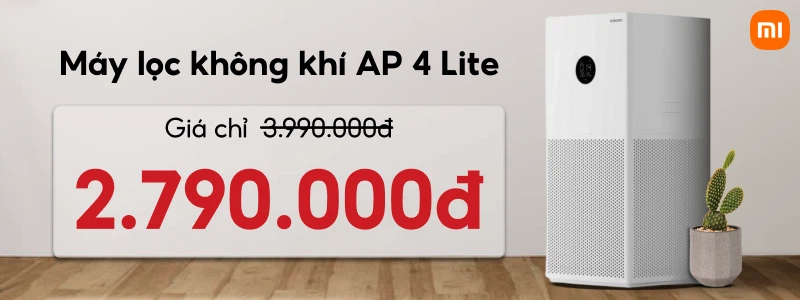 Máy lọc không khí AP 4 Lite
Giá chỉ 3.990.000đ
2.790.000đ
mi